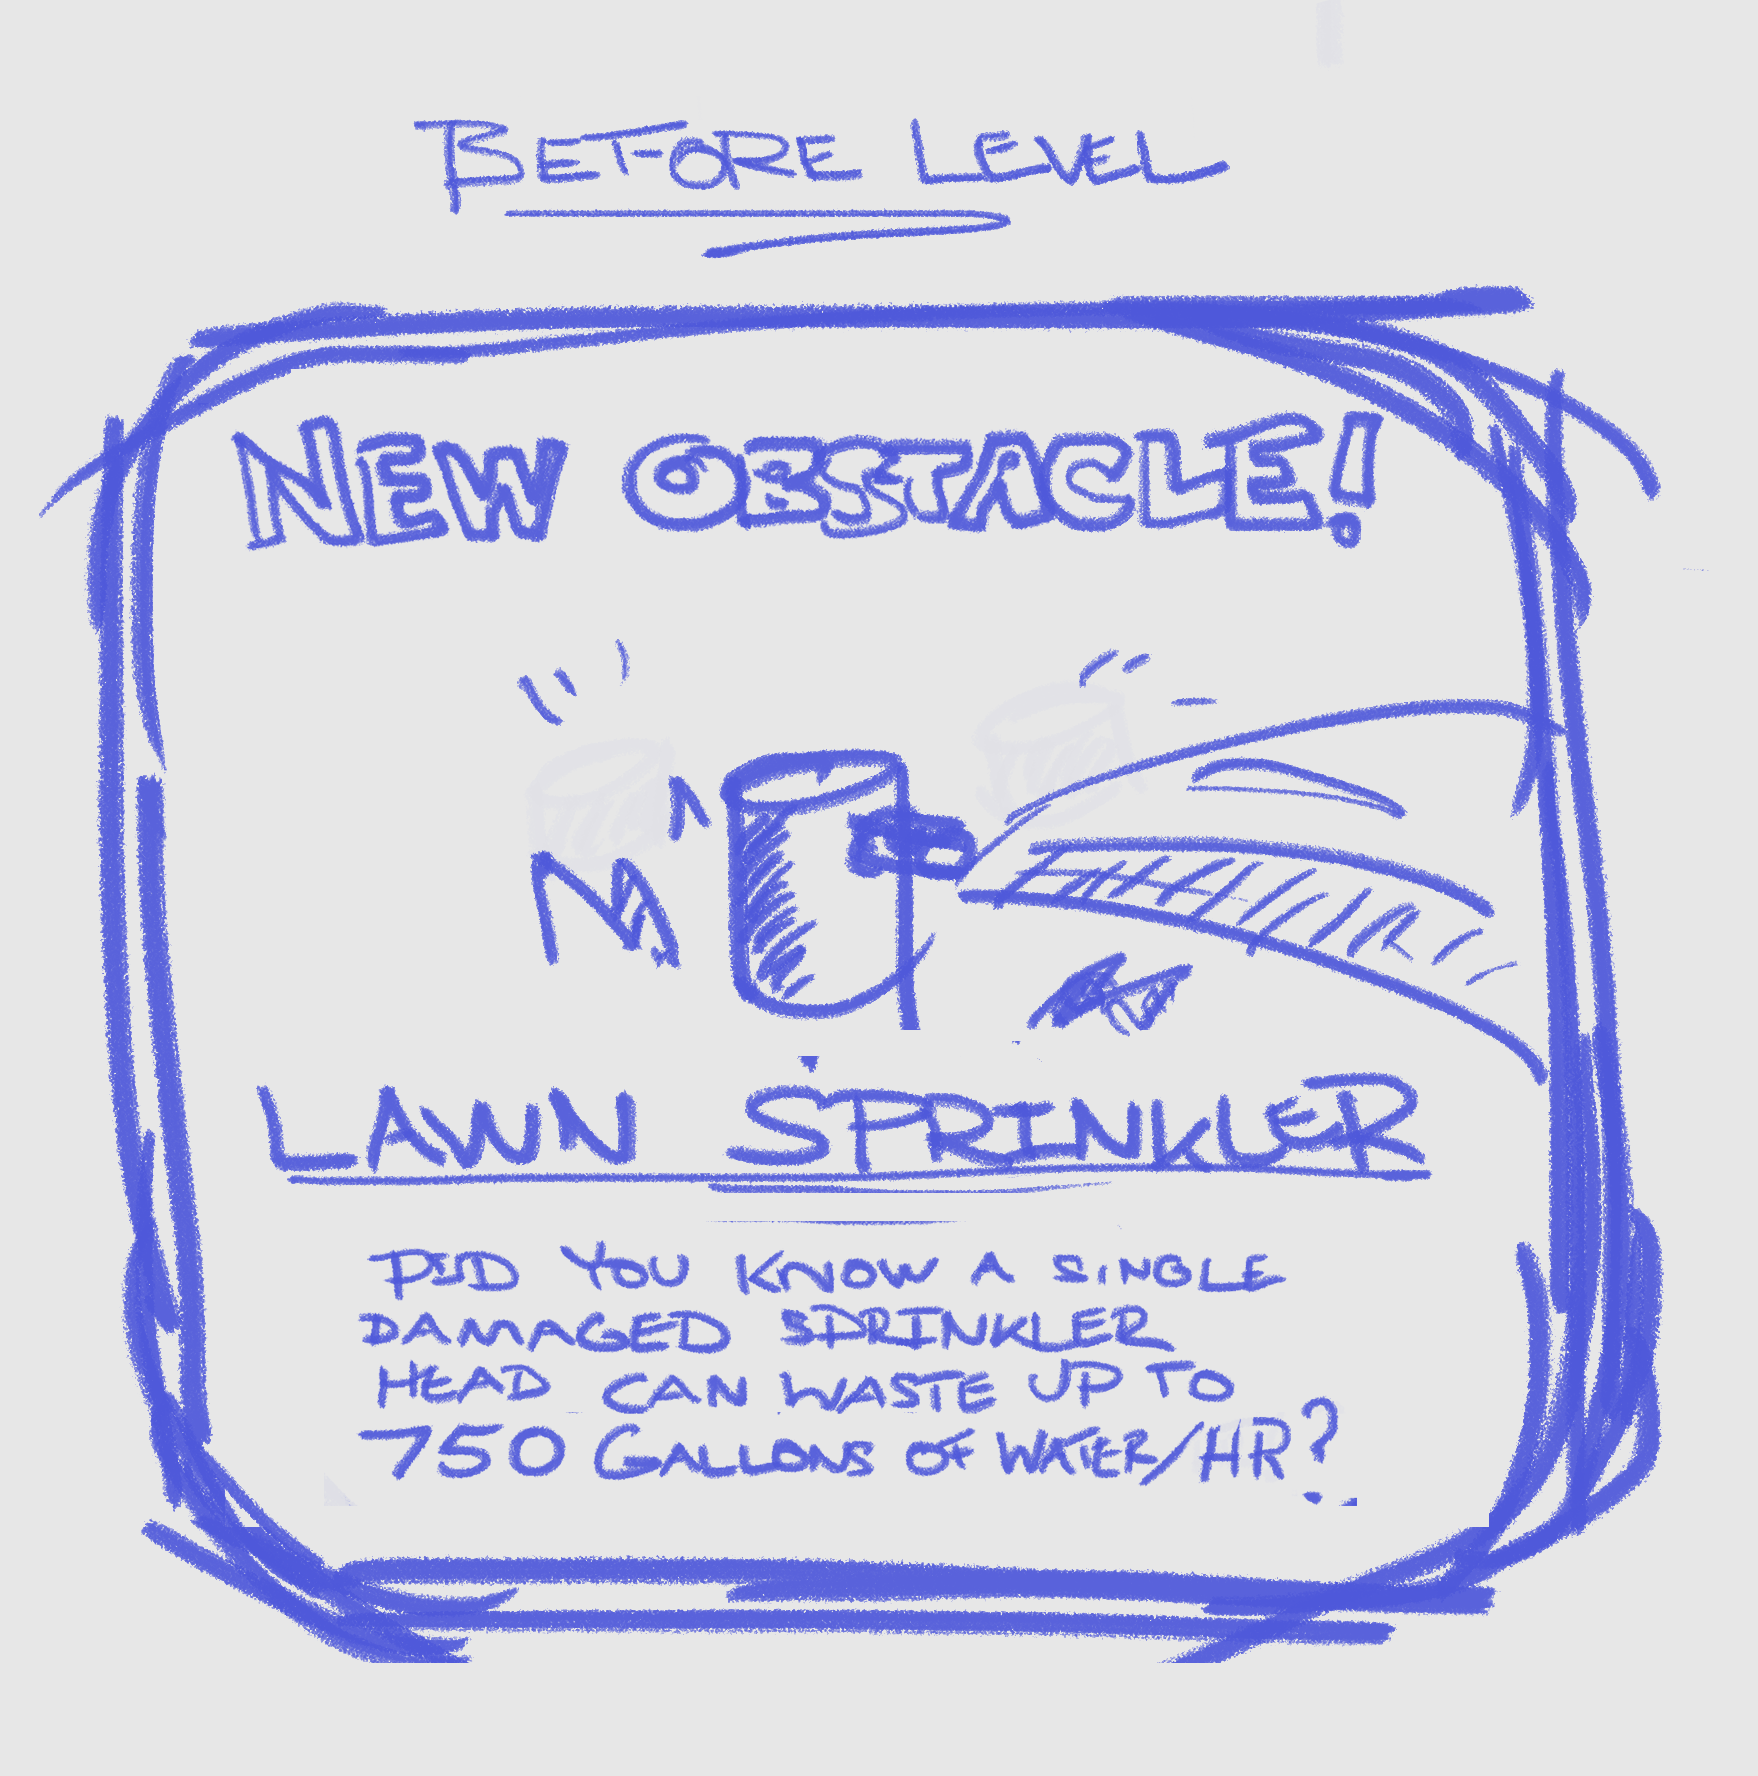 BEFORE LEVEL
NEW OBSTACLE!
LAWN SPRINKLER
DID YOU KNOW A SINGLE
DAMAGED SPRINKLER
HEAD CAN WASTE UP TO
750 GALLONS OF WATER/HR?